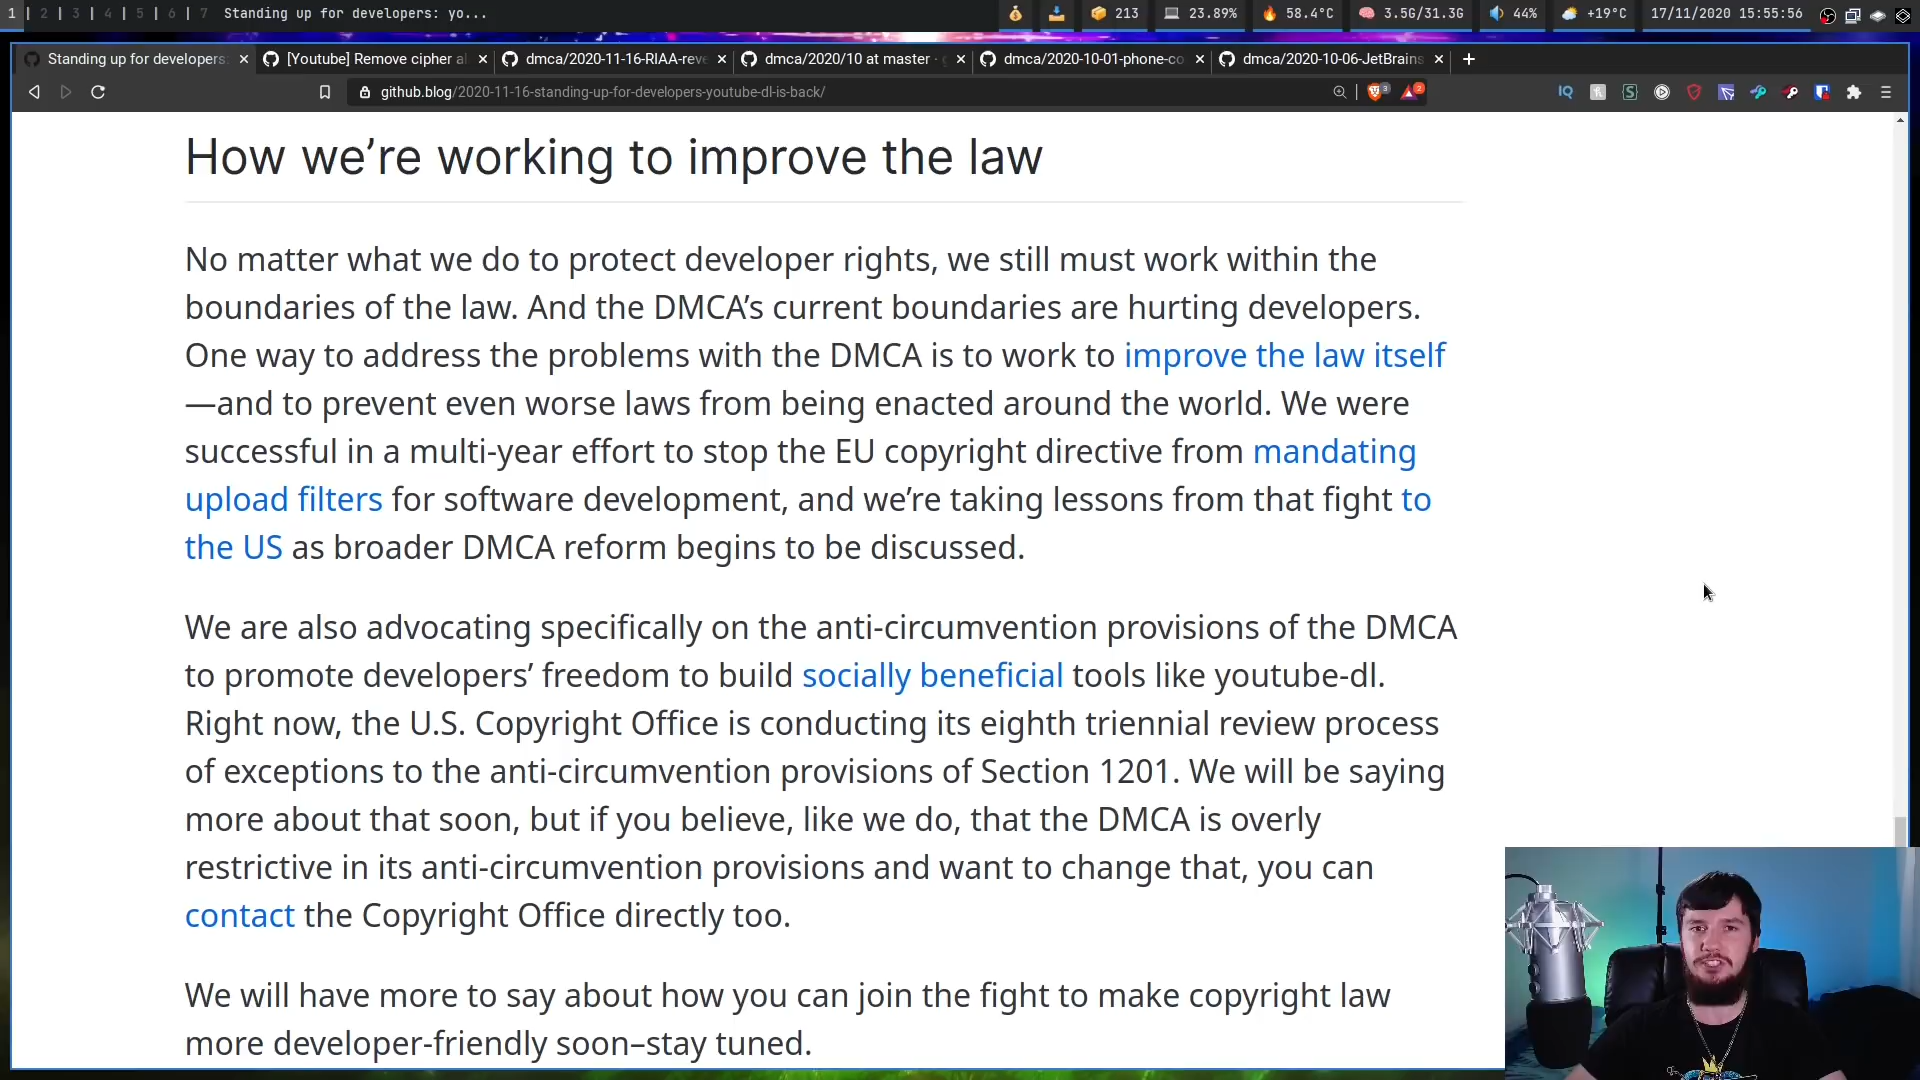 1 | 2 | 3 | 4 | 5 | 6 | 7 Standing up for developers: yo... 213 23.89% 58.4°C 3.5G/31.3G 44% +19°C 17/11/2020 15:55:56
Standing up for developers: [Youtube] Remove cipher al dmca/2020-11-16-RIAA-reve dmca/2020/10 at master · g dmca/2020-10-01-phone-co dmca/2020-10-06-JetBrains
github.blog/2020-11-16-standing-up-for-developers-youtube-dl-is-back/ 3 2 IQ
How we’re working to improve the law
No matter what we do to protect developer rights, we still must work within the
boundaries of the law. And the DMCA’s current boundaries are hurting developers.
One way to address the problems with the DMCA is to work to improve the law itself
—and to prevent even worse laws from being enacted around the world. We were
successful in a multi-year effort to stop the EU copyright directive from mandating
upload filters for software development, and we’re taking lessons from that fight to
the US as broader DMCA reform begins to be discussed.
We are also advocating specifically on the anti-circumvention provisions of the DMCA
to promote developers’ freedom to build socially beneficial tools like youtube-dl.
Right now, the U.S. Copyright Office is conducting its eighth triennial review process
of exceptions to the anti-circumvention provisions of Section 1201. We will be saying
more about that soon, but if you believe, like we do, that the DMCA is overly
restrictive in its anti-circumvention provisions and want to change that, you can
contact the Copyright Office directly too.
We will have more to say about how you can join the fight to make copyright law
more developer-friendly soon–stay tuned.